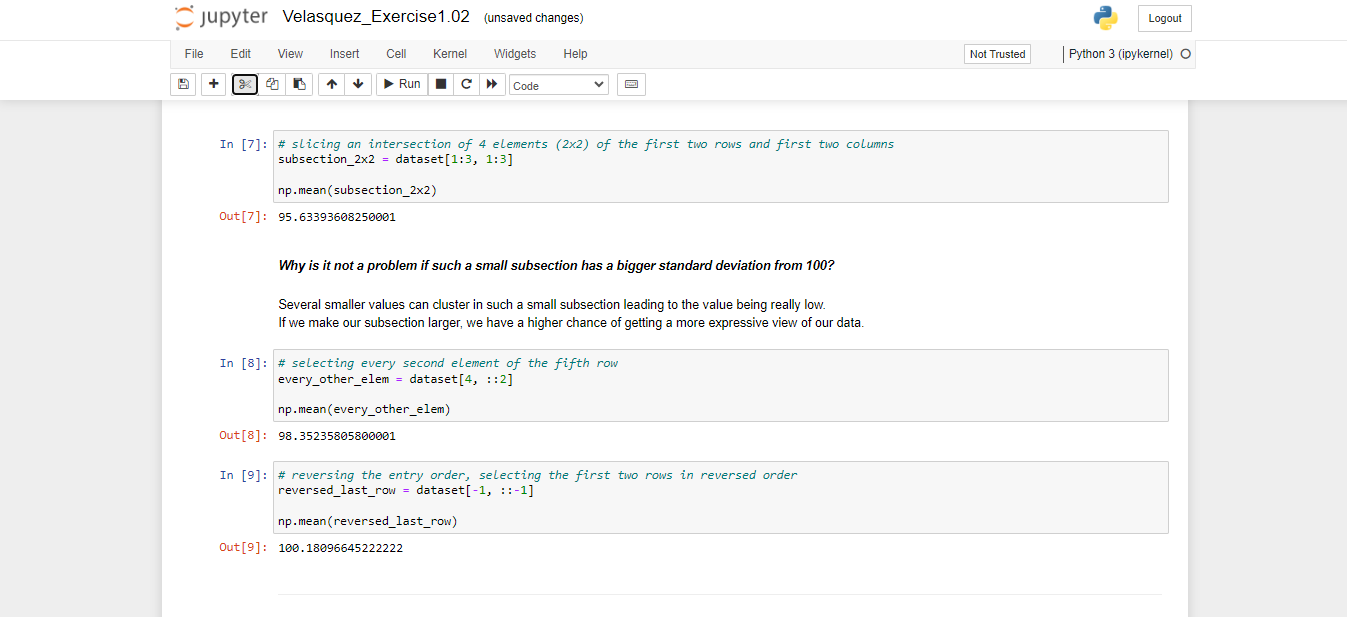 jupyter Velasquez_Exercise1.02 (unsaved changes) Logout
File Edit View Insert Cell Kernel Widgets Help Not Trusted Python 3 (ipykernel)
Run Code
In [7]: # slicing an intersection of 4 elements (2x2) of the first two rows and first two columns
subsection_2x2 = dataset[1:3, 1:3]
np.mean(subsection_2x2)
Out[7]: 95.63393608250001
Why is it not a problem if such a small subsection has a bigger standard deviation from 100?
Several smaller values can cluster in such a small subsection leading to the value being really low.
If we make our subsection larger, we have a higher chance of getting a more expressive view of our data.
In [8]: # selecting every second element of the fifth row
every_other_elem = dataset[4, ::2]
np.mean(every_other_elem)
Out[8]: 98.35235805800001
In [9]: # reversing the entry order, selecting the first two rows in reversed order
reversed_last_row = dataset[-1, ::-1]
np.mean(reversed_last_row)
Out[9]: 100.18096645222222